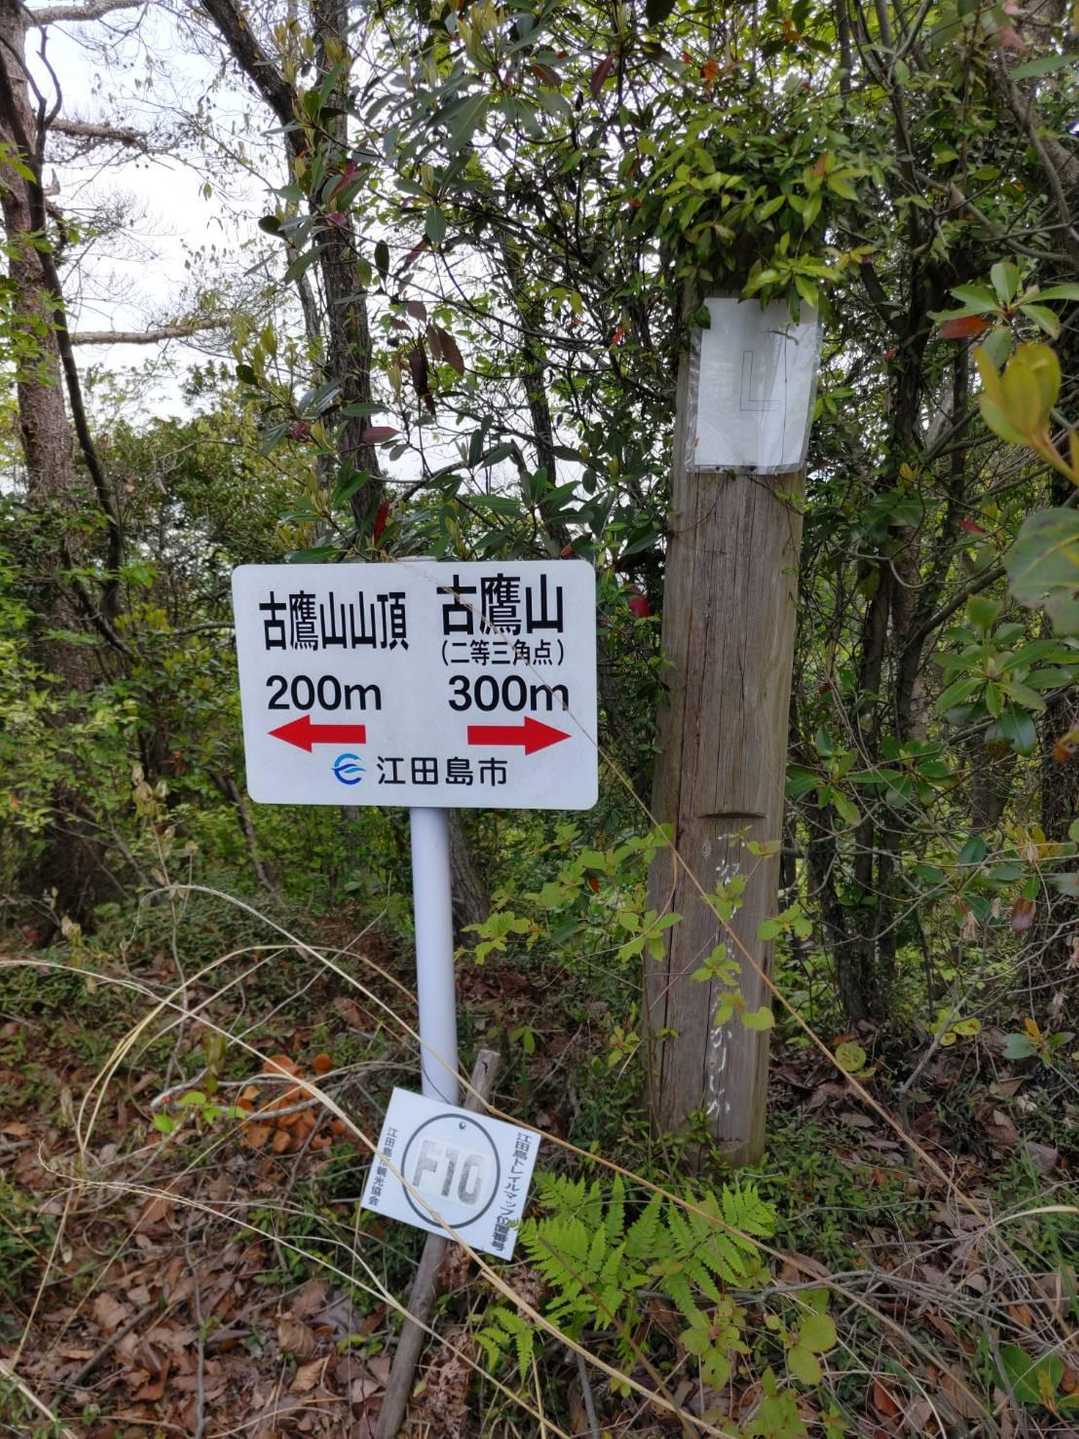 古鷹山山頂
200m
古鷹山
(二等三角点)
300m
江田島市
L
江田島トレイルマップ位置番号
F10
江田島市観光協会